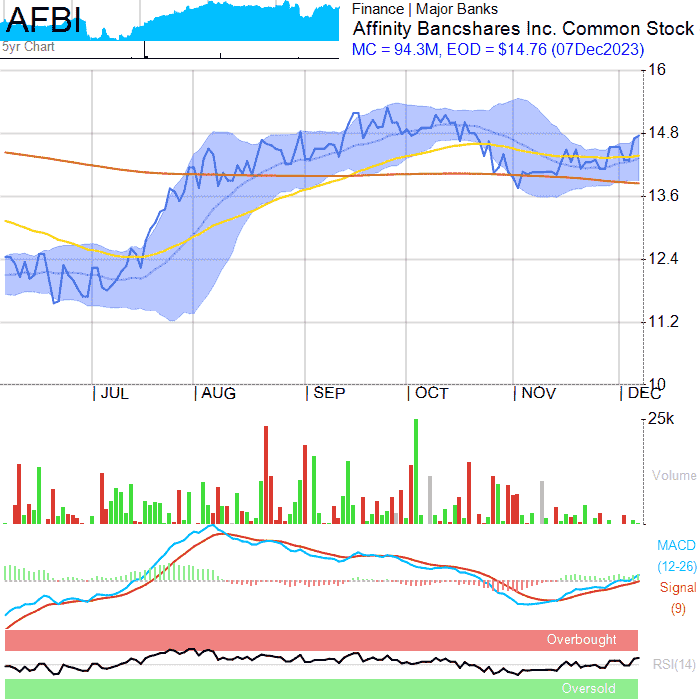 AFBI
5yr Chart
Finance | Major Banks
Affinity Bancshares Inc. Common Stock
MC = 94.3M, EOD = $14.76 (07Dec2023)
16
14.8
13.6
12.4
11.2
10
| JUL | AUG | SEP | OCT | NOV | DEC
25k
Volume
MACD
(12-26)
Signal
(9)
Overbought
RSI(14)
Oversold